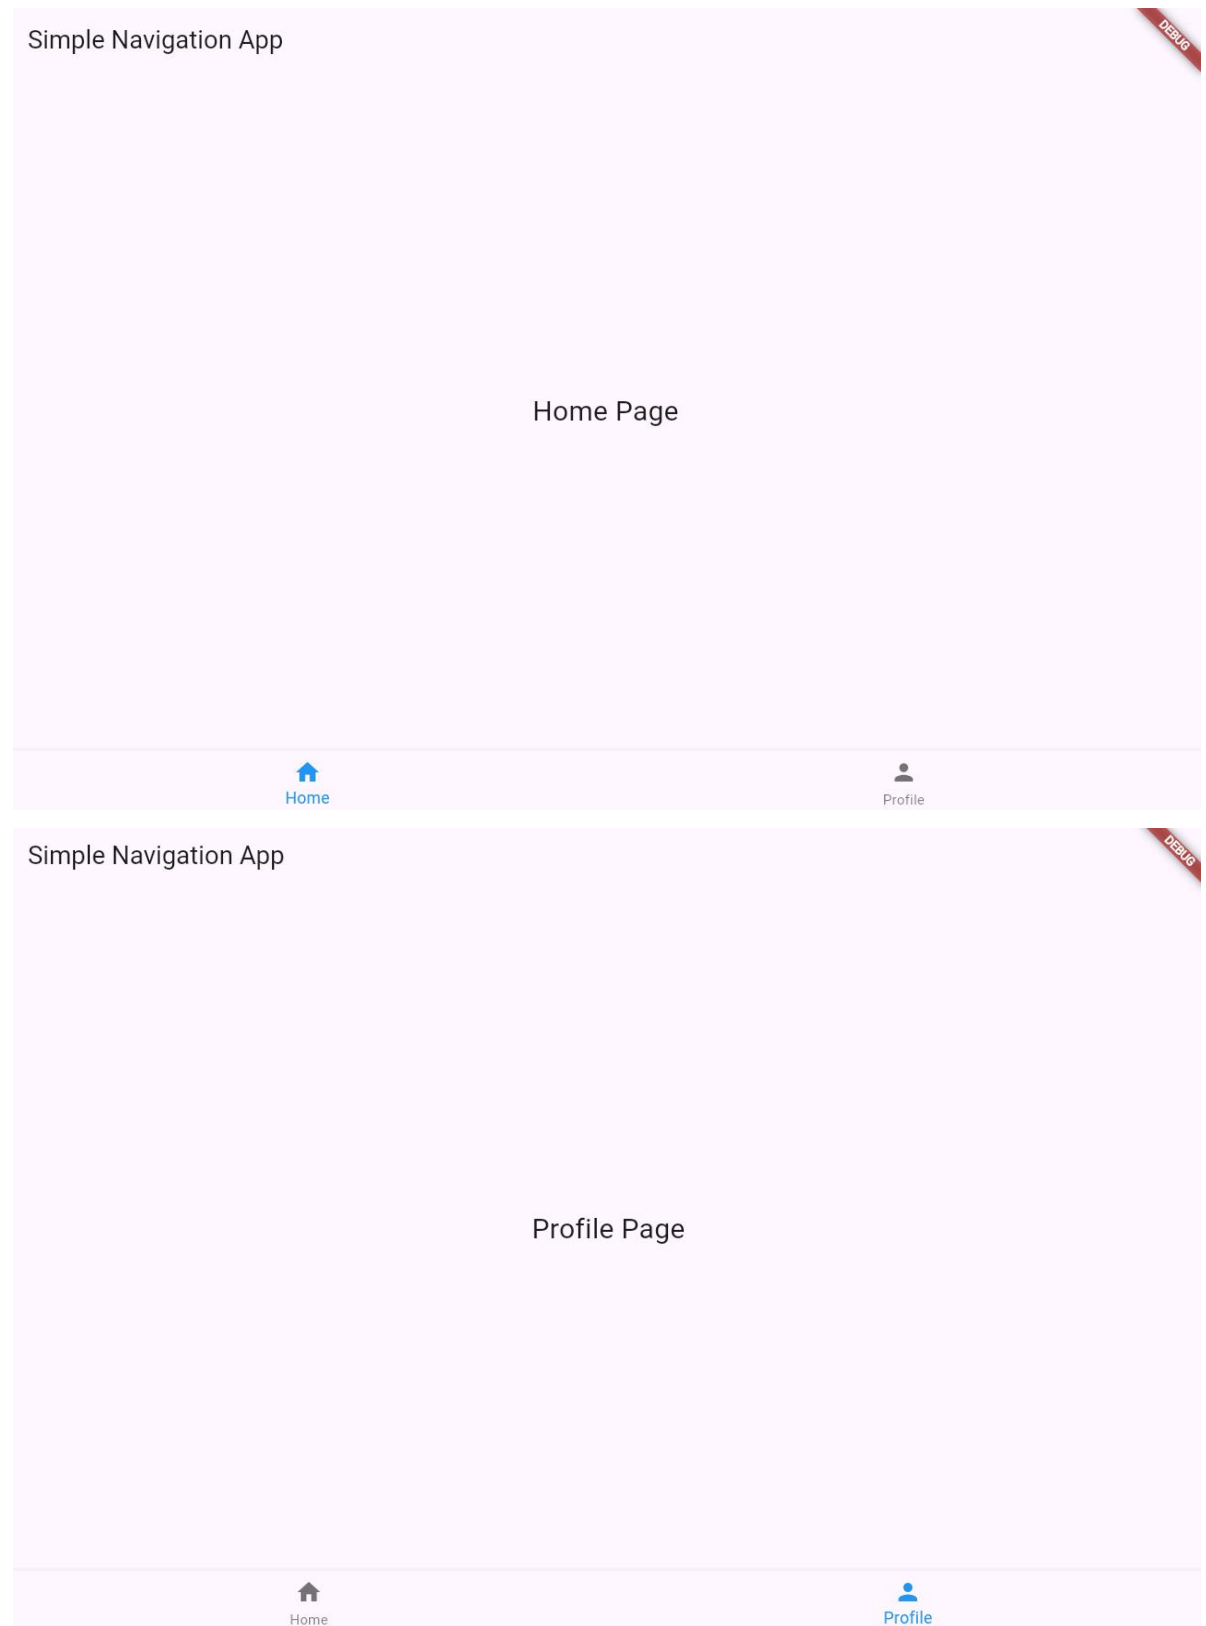 Simple Navigation App
DEBUG
Home Page
Home
Profile
Simple Navigation App
DEBUG
Profile Page
Home
Profile